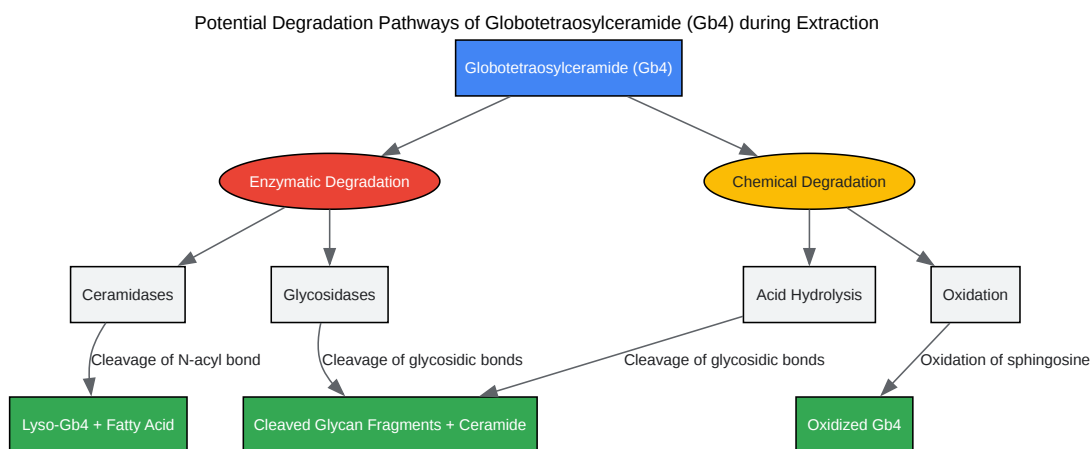 Potential Degradation Pathways of Globotetraosylceramide (Gb4) during Extraction
Globotetraosylceramide (Gb4)
Enzymatic Degradation
Chemical Degradation
Ceramidases
Glycosidases
Acid Hydrolysis
Oxidation
Cleavage of N-acyl bond
Cleavage of glycosidic bonds
Cleavage of glycosidic bonds
Oxidation of sphingosine
Lyso-Gb4 + Fatty Acid
Cleaved Glycan Fragments + Ceramide
Oxidized Gb4